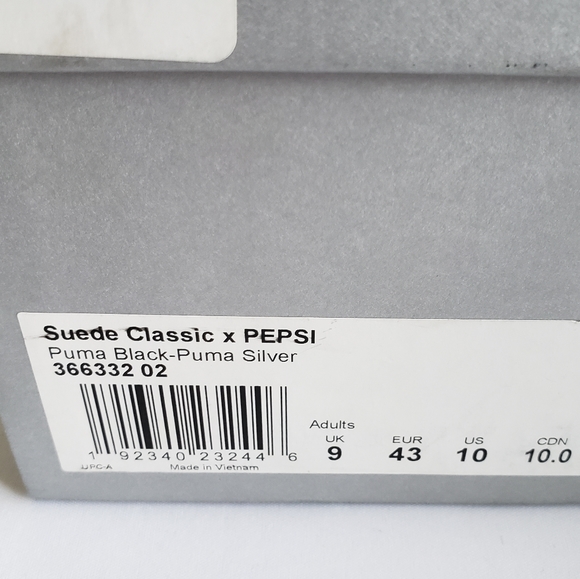 Suede Classic x PEPSI
Puma Black-Puma Silver
366332 02
1 92340 23244 6
JJPC-A Made in Vietnam
Adults
UK EUR US CDN
9 43 10 10.0